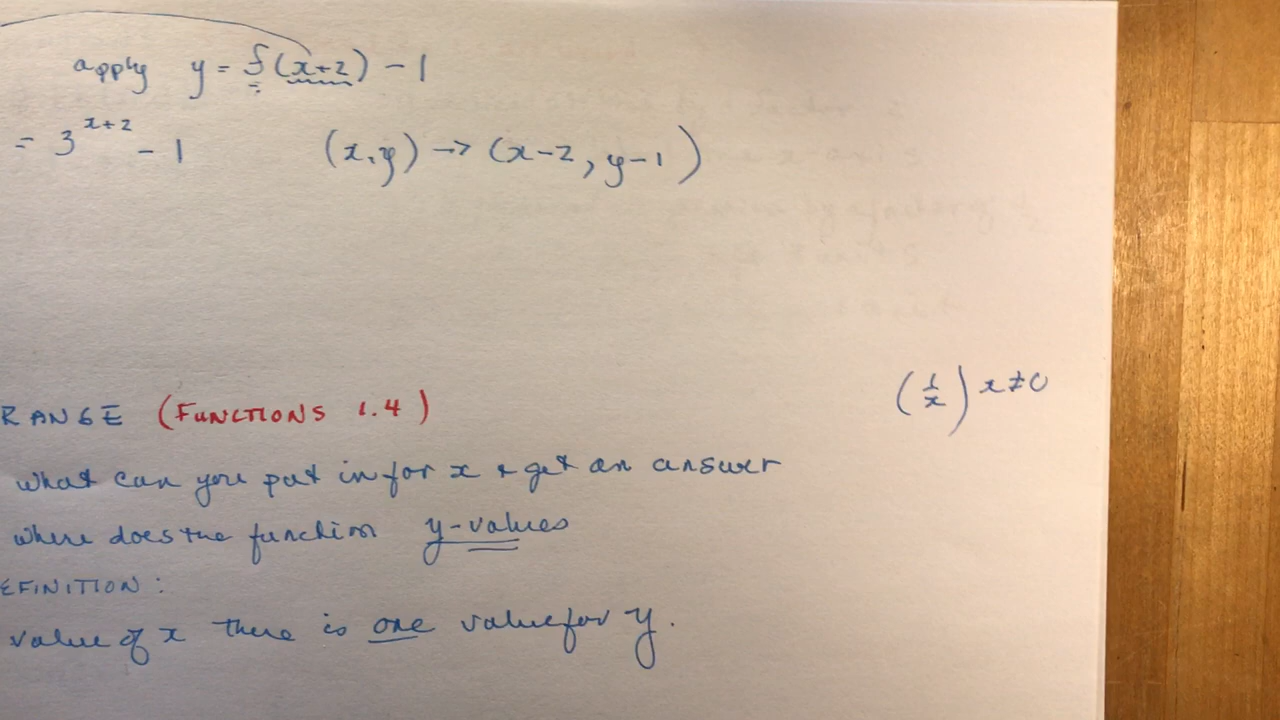 apply y = f(x+2) - 1
= 3^{x+2} - 1 (x,y) → (x-2, y-1)
(1/x) x≠0
RANGE (FUNCTIONS 1.4)
what can you put in for x + get an answer
where does the function y-values
EFINITION:
value of x there is one value for y.